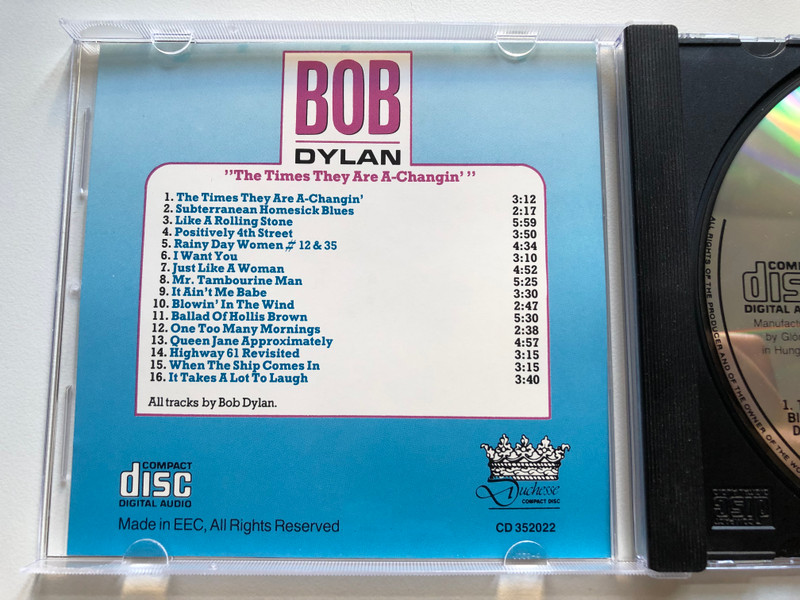 BOB
DYLAN
"The Times They Are A-Changin'"
1. The Times They Are A-Changin' 3:12
2. Subterranean Homesick Blues 2:17
3. Like A Rolling Stone 5:59
4. Positively 4th Street 3:50
5. Rainy Day Women # 12 & 35 4:34
6. I Want You 3:10
7. Just Like A Woman 4:52
8. Mr. Tambourine Man 5:25
9. It Ain't Me Babe 3:30
10. Blowin' In The Wind 2:47
11. Ballad Of Hollis Brown 5:30
12. One Too Many Mornings 2:38
13. Queen Jane Approximately 4:57
14. Highway 61 Revisited 3:15
15. When The Ship Comes In 3:15
16. It Takes A Lot To Laugh 3:40
All tracks by Bob Dylan.
COMPACT
disc
DIGITAL AUDIO
Made in EEC, All Rights Reserved
Duchesse
COMPACT DISC
CD 352022
ALL RIGHTS OF THE PRODUCER AND OF THE OWNER OF THE
COMP
dis
DIGITAL AU
Manufact
by Gló
in Hung
1.